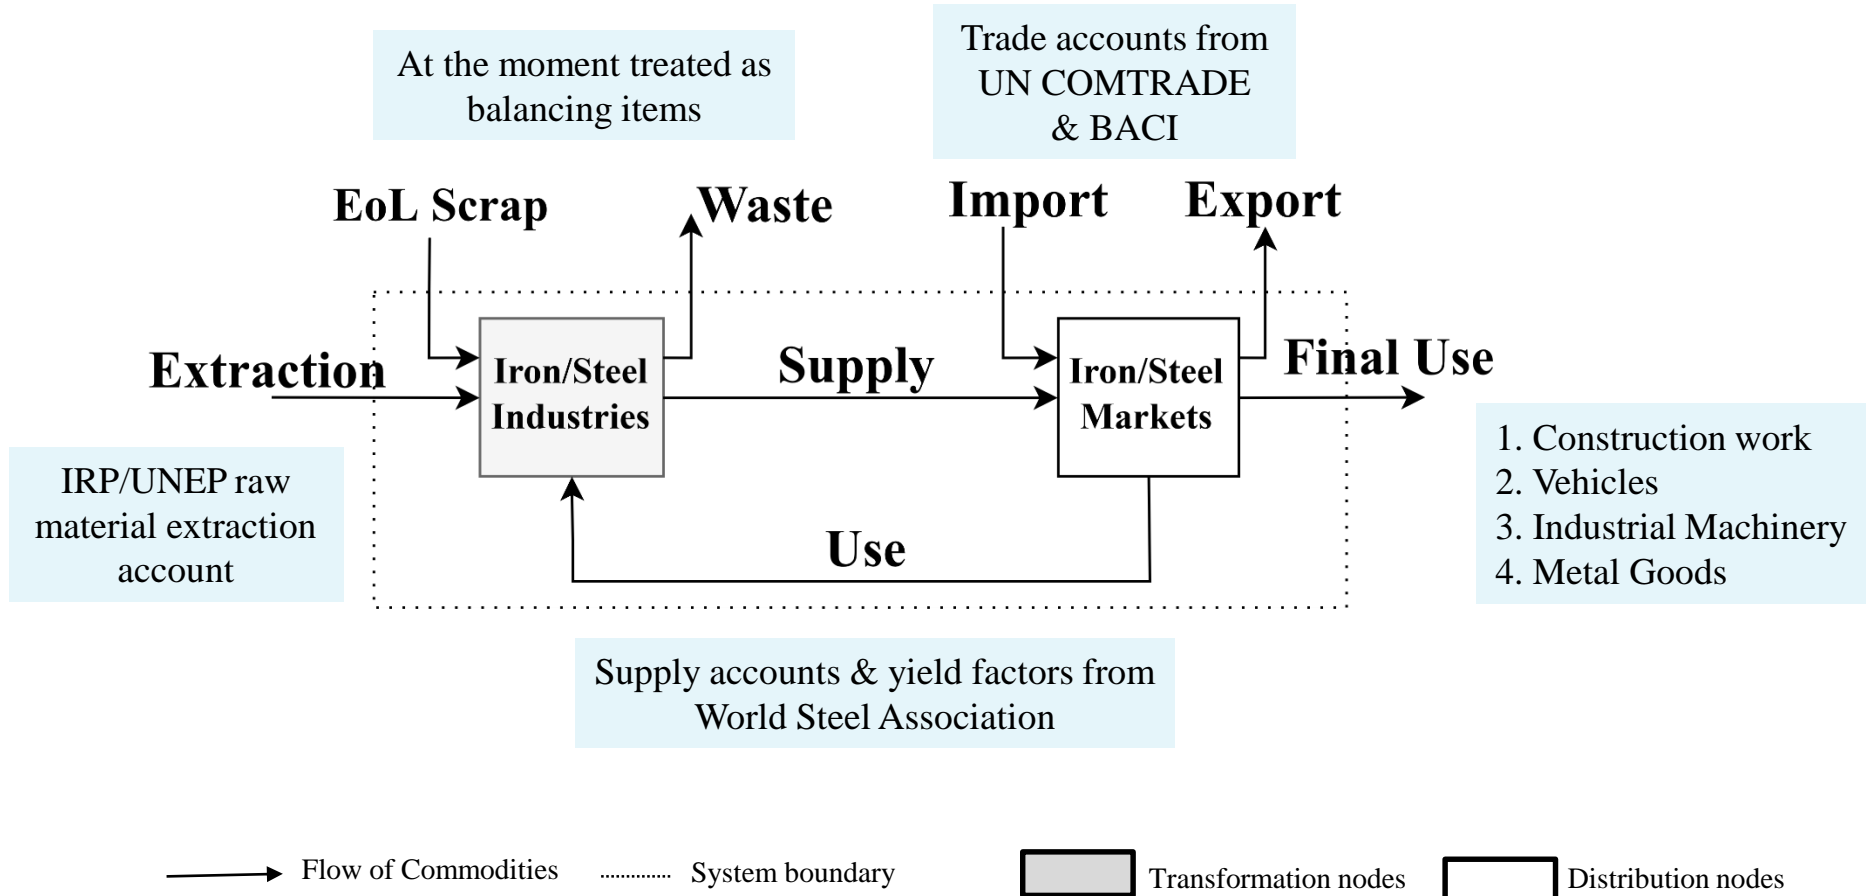 At the moment treated as
balancing items
Trade accounts from
UN COMTRADE
& BACI
EoL Scrap
Waste
Import
Export
Extraction
Iron/Steel
Industries
Supply
Iron/Steel
Markets
Final Use
IRP/UNEP raw
material extraction
account
Use
1. Construction work
2. Vehicles
3. Industrial Machinery
4. Metal Goods
Supply accounts & yield factors from
World Steel Association
Flow of Commodities
System boundary
Transformation nodes
Distribution nodes